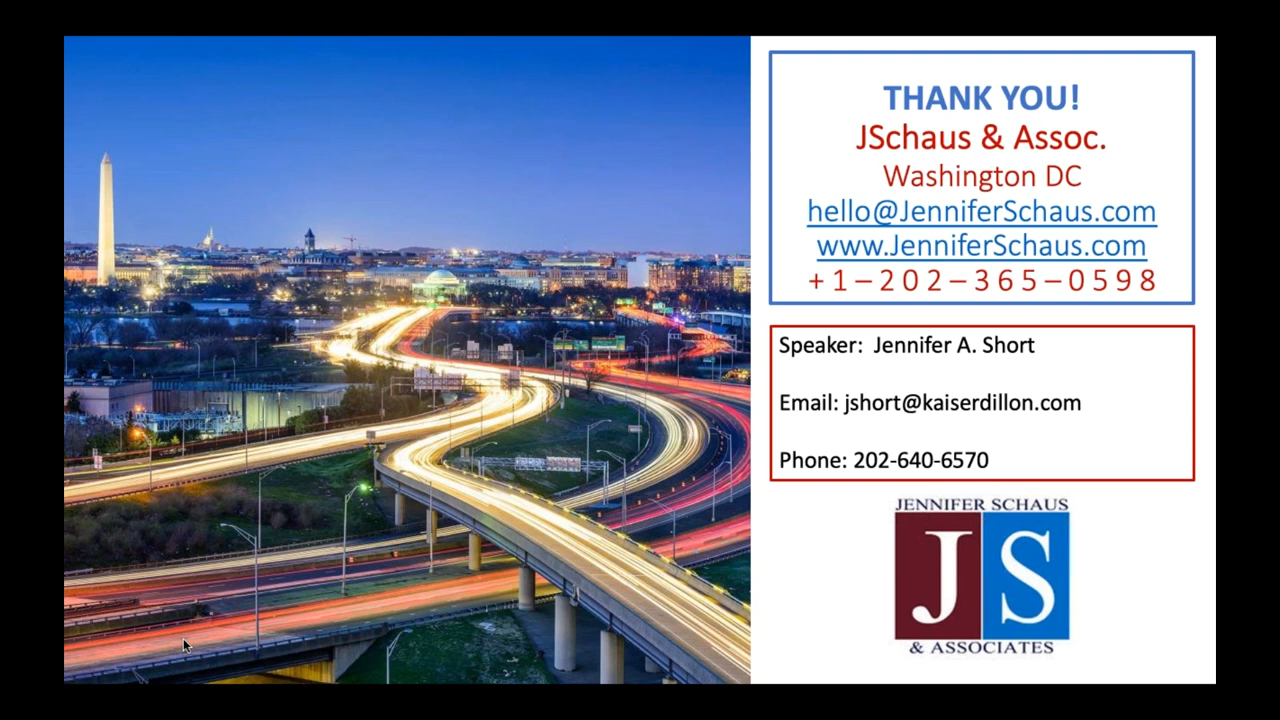 THANK YOU!
JSchaus & Assoc.
Washington DC
hello@JenniferSchaus.com
www.JenniferSchaus.com
+1–202–365–0598
Speaker:  Jennifer A. Short
Email: jshort@kaiserdillon.com
Phone: 202-640-6570
JENNIFER SCHAUS
JS
& ASSOCIATES